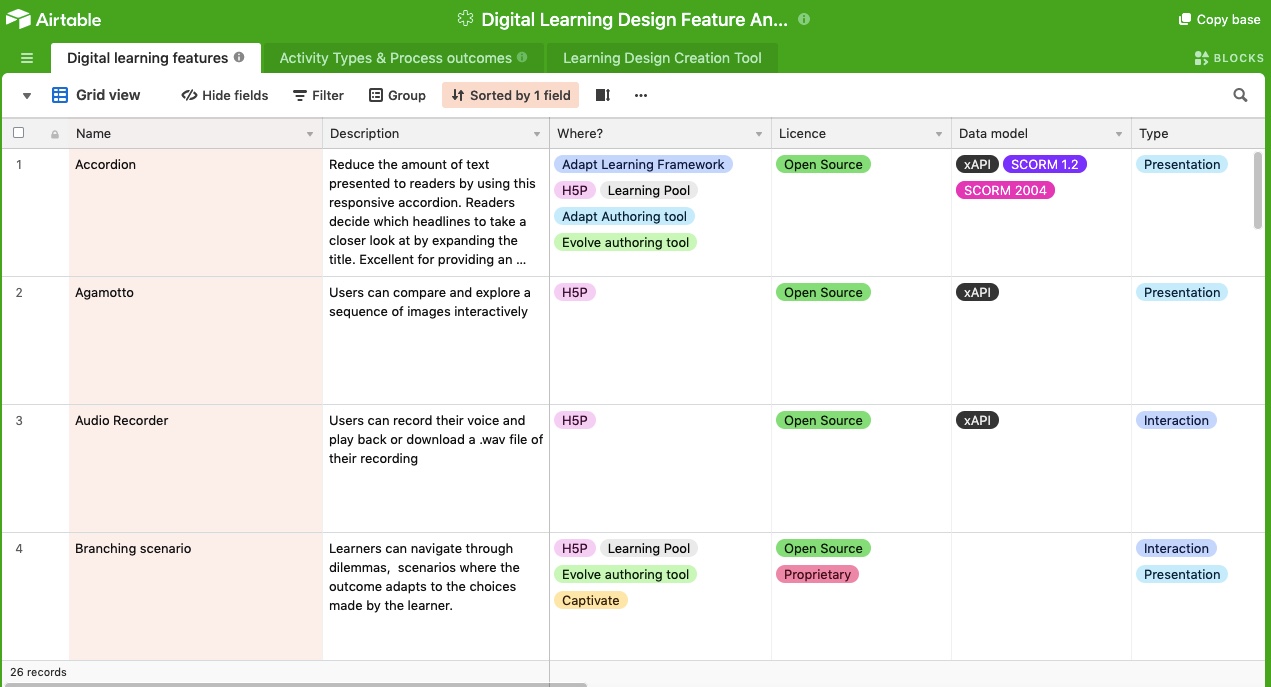 Airtable
Digital Learning Design Feature An...
Copy base
Digital learning features
Activity Types & Process outcomes
Learning Design Creation Tool
BLOCKS
Grid view
Hide fields
Filter
Group
Sorted by 1 field
Name
Description
Where?
Licence
Data model
Type
1
Accordion
Reduce the amount of text
presented to readers by using this
responsive accordion. Readers
decide which headlines to take a
closer look at by expanding the
title. Excellent for providing an ...
Adapt Learning Framework
H5P Learning Pool
Adapt Authoring tool
Evolve authoring tool
Open Source
xAPI SCORM 1.2
SCORM 2004
Presentation
2
Agamotto
Users can compare and explore a
sequence of images interactively
H5P
Open Source
xAPI
Presentation
3
Audio Recorder
Users can record their voice and
play back or download a .wav file of
their recording
H5P
Open Source
xAPI
Interaction
4
Branching scenario
Learners can navigate through
dilemmas, scenarios where the
outcome adapts to the choices
made by the learner.
H5P Learning Pool
Evolve authoring tool
Captivate
Open Source
Proprietary
Interaction
Presentation
26 records